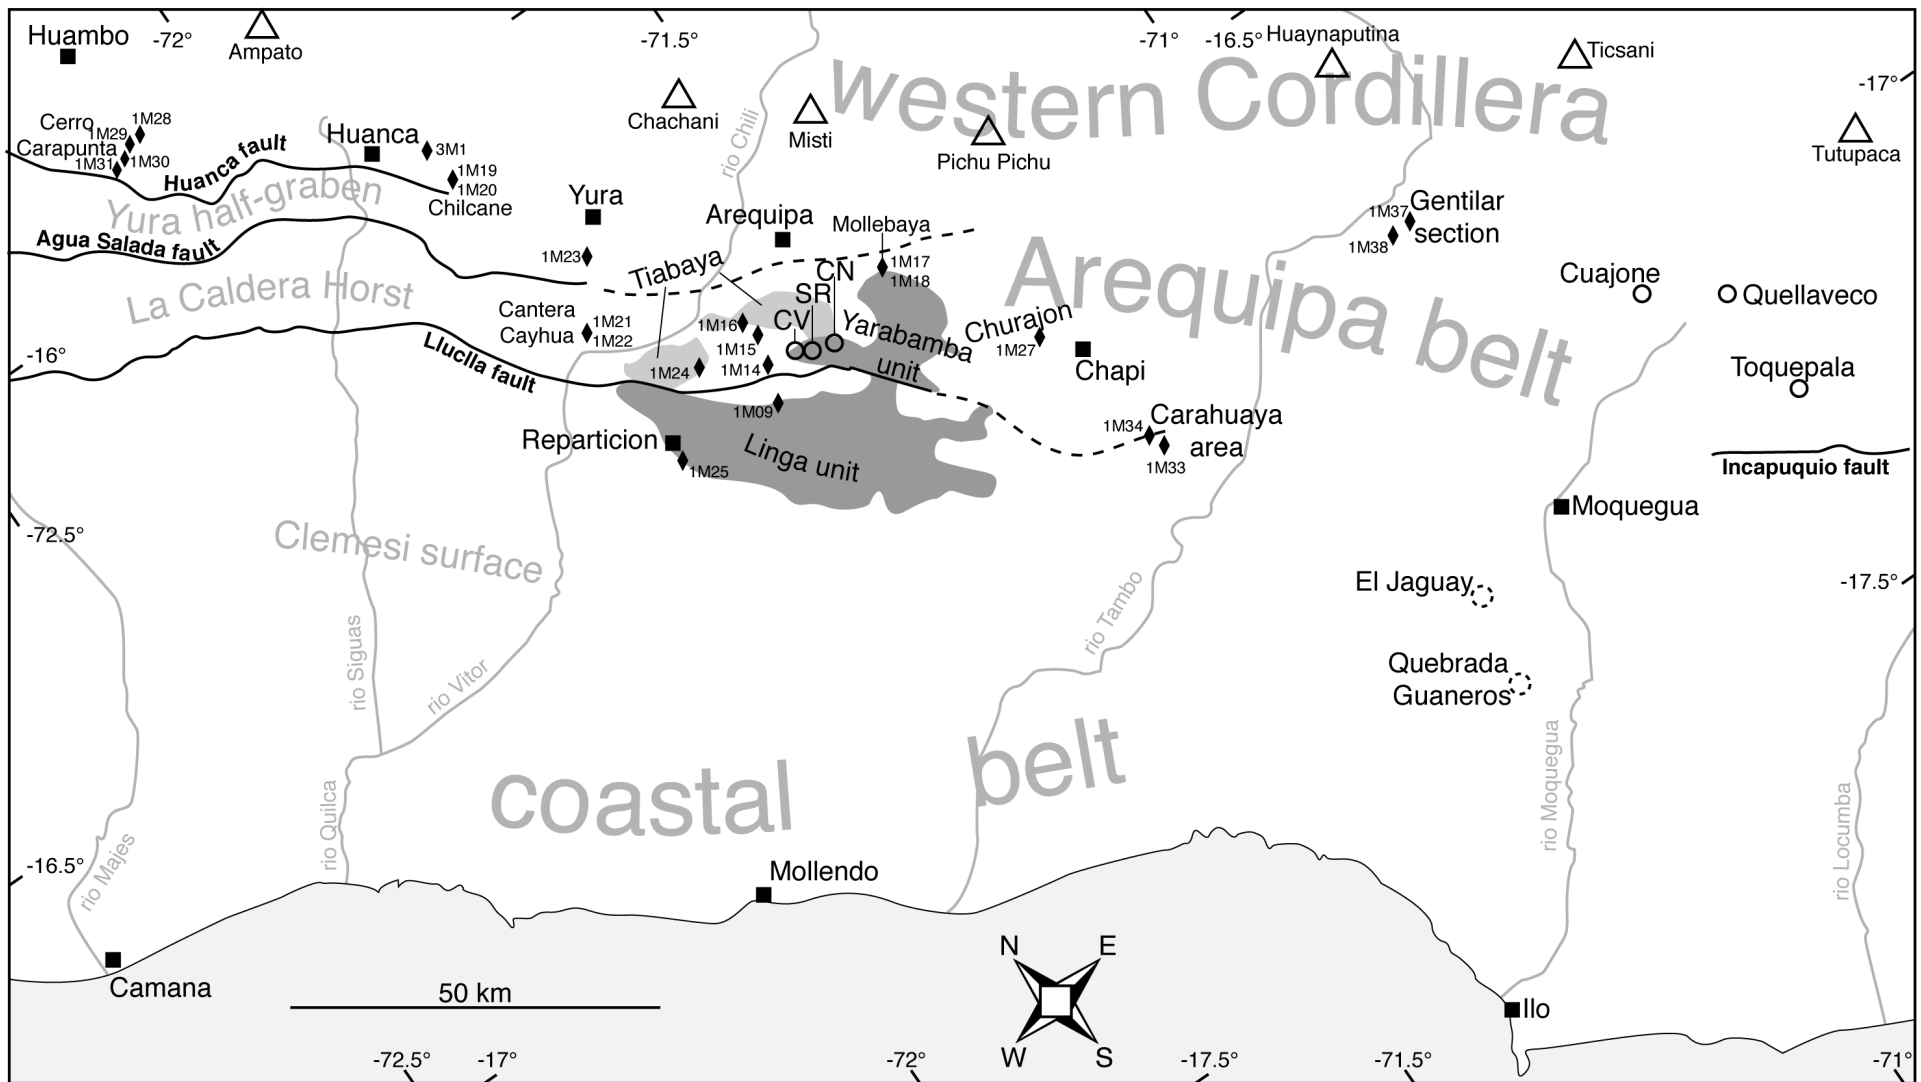 -72°
-71.5°
-71°
-16.5°
Huaynaputina
Huambo
Ampato
Ticsani
-17°
western Cordillera
Chachani
Misti
Pichu Pichu
Tutupaca
rio Chili
Cerro
Carapunta
1M28
1M29
1M30
1M31
Huanca fault
Huanca
3M1
1M19
1M20
Chilcane
Yura half-graben
Yura
Arequipa
Mollebaya
1M17
1M18
Gentilar
section
1M37
1M38
Agua Salada fault
1M23
Tiabaya
CN
SR
CV
Arequipa belt
Cuajone
Quellaveco
La Caldera Horst
Cantera
Cayhua
1M21
1M22
1M16
1M15
1M14
1M24
Yarabamba
unit
Churajon
1M27
Chapi
Toquepala
-16°
Lluclla fault
1M09
Reparticion
1M25
Linga unit
1M34
Carahuaya
area
1M33
Incapuquio fault
Moquegua
-72.5°
Clemesi surface
El Jaguay
-17.5°
rio Tambo
rio Siguas
rio Vitor
Quebrada
Guaneros
rio Moquegua
coastal belt
rio Quilca
rio Locumba
-16.5°
rio Majes
Mollendo
N
E
W
S
Camana
50 km
Ilo
-72.5°
-17°
-72°
-17.5°
-71.5°
-71°